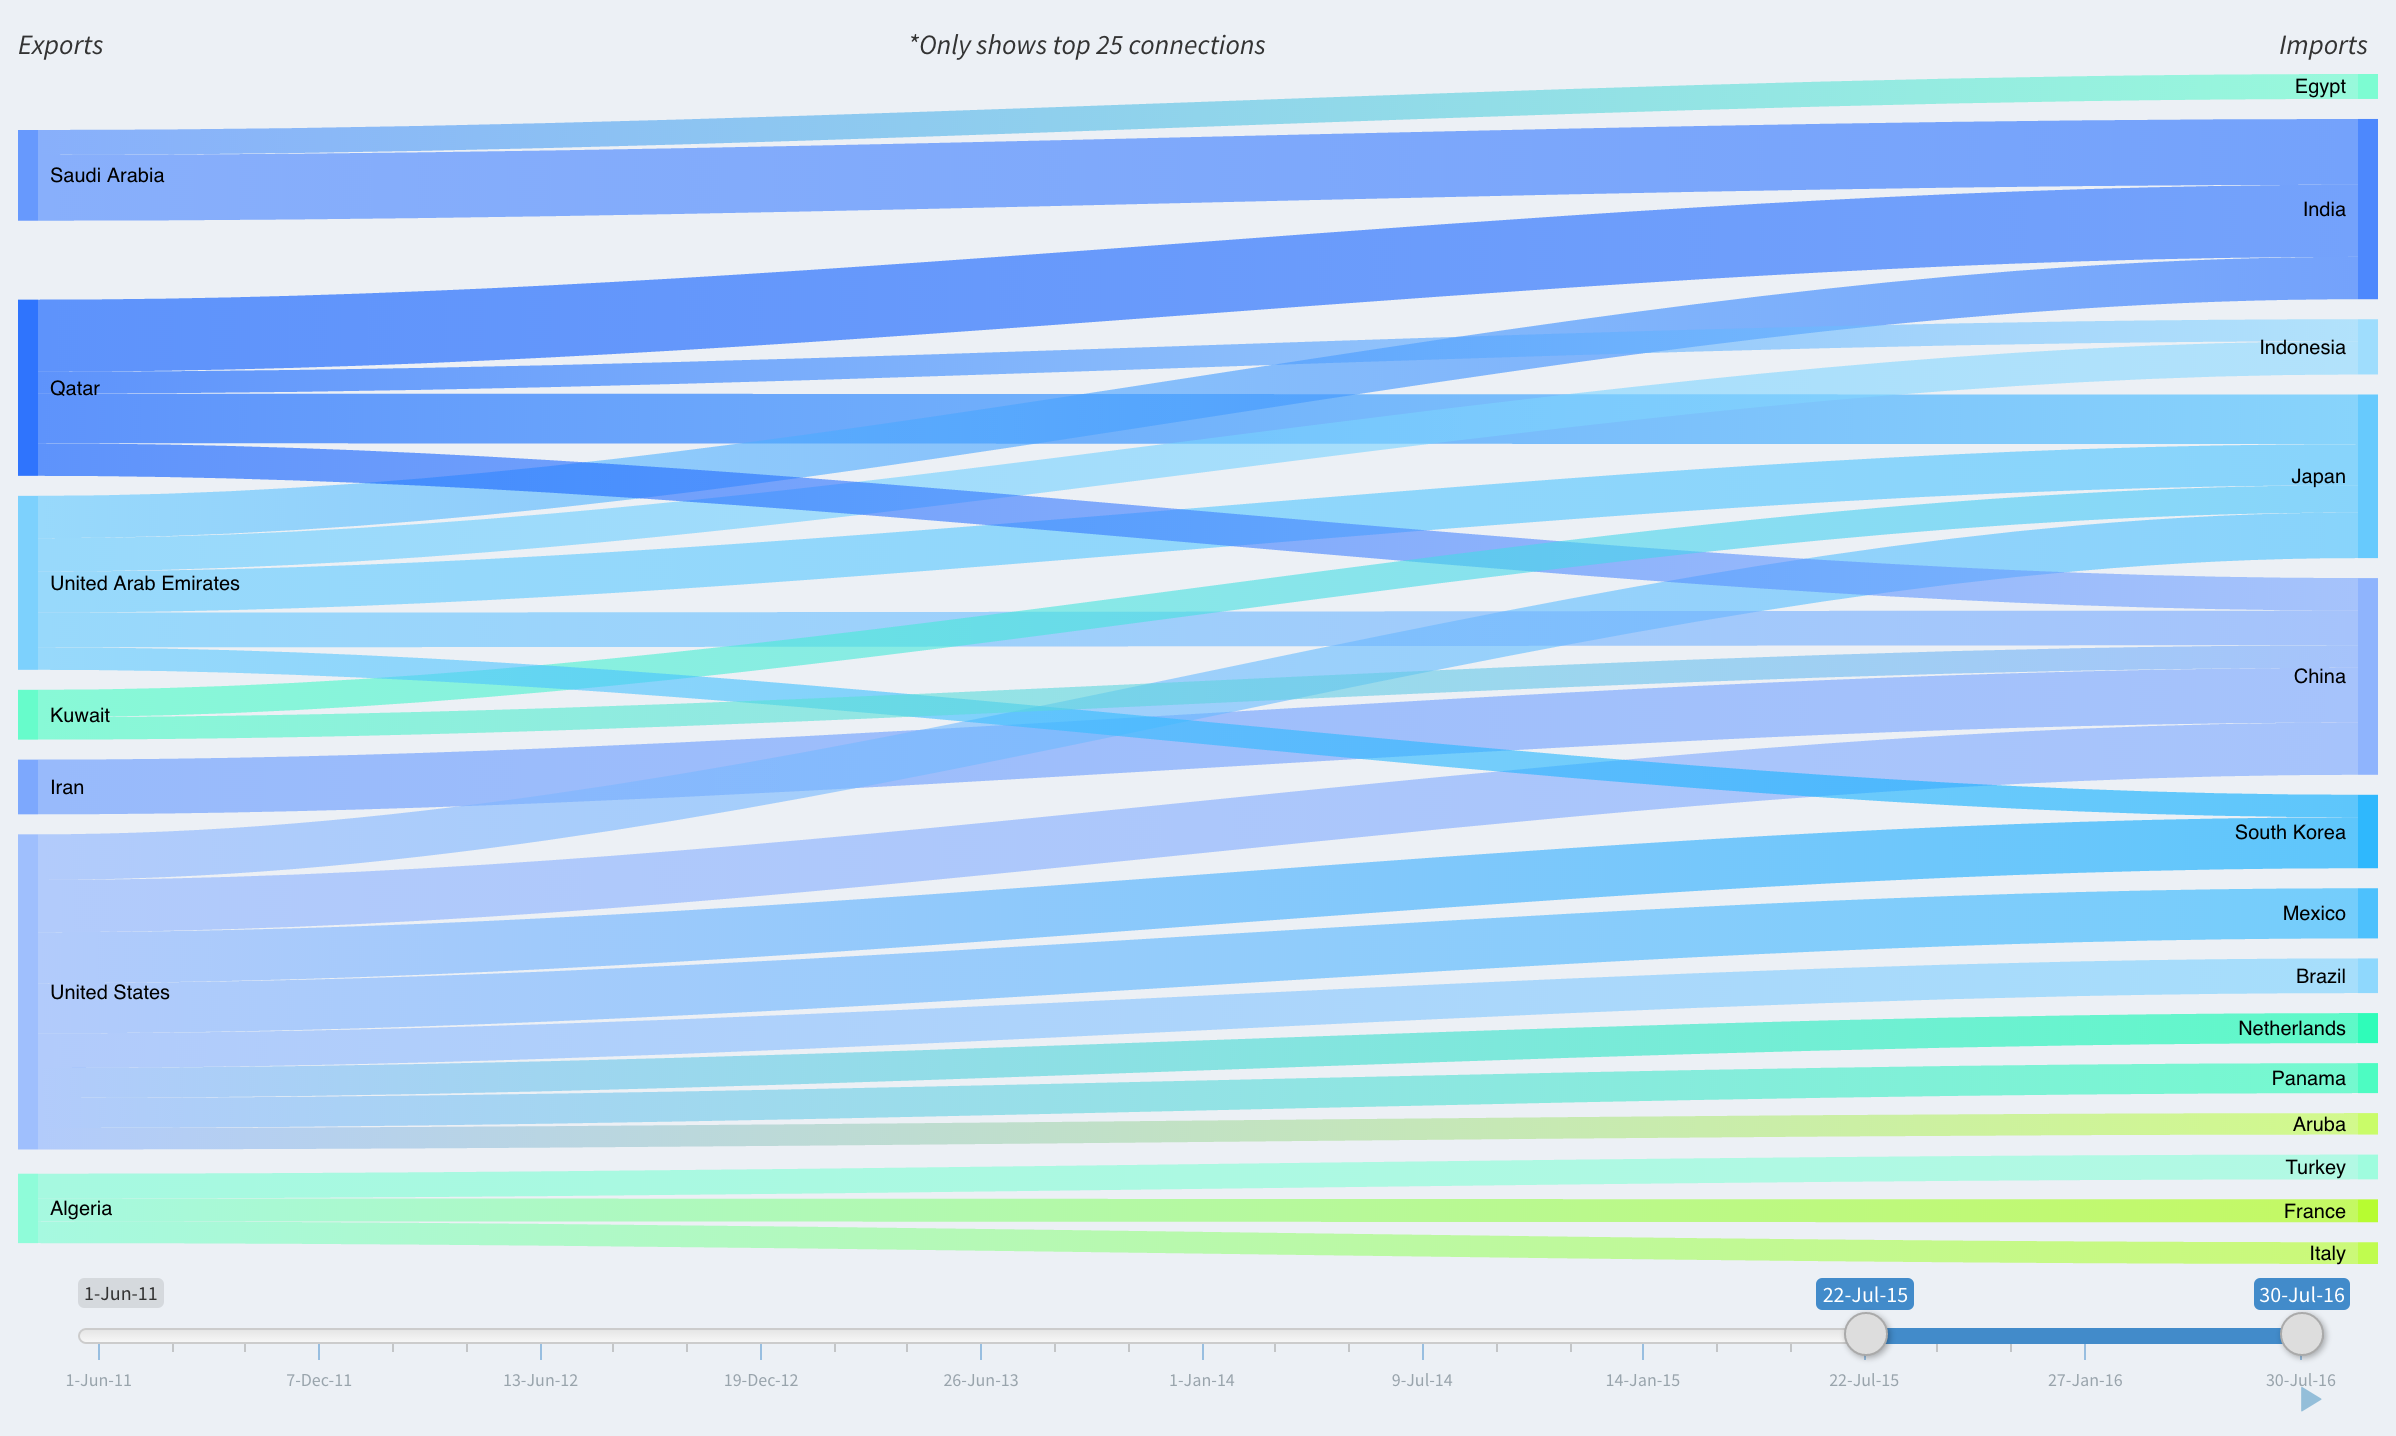 Exports
*Only shows top 25 connections
Imports
Egypt
Saudi Arabia
India
Indonesia
Qatar
Japan
United Arab Emirates
China
Kuwait
Iran
South Korea
Mexico
Brazil
United States
Netherlands
Panama
Aruba
Turkey
Algeria
France
Italy
1-Jun-11
22-Jul-15
30-Jul-16
1-Jun-11
7-Dec-11
13-Jun-12
19-Dec-12
26-Jun-13
1-Jan-14
9-Jul-14
14-Jan-15
22-Jul-15
27-Jan-16
30-Jul-16